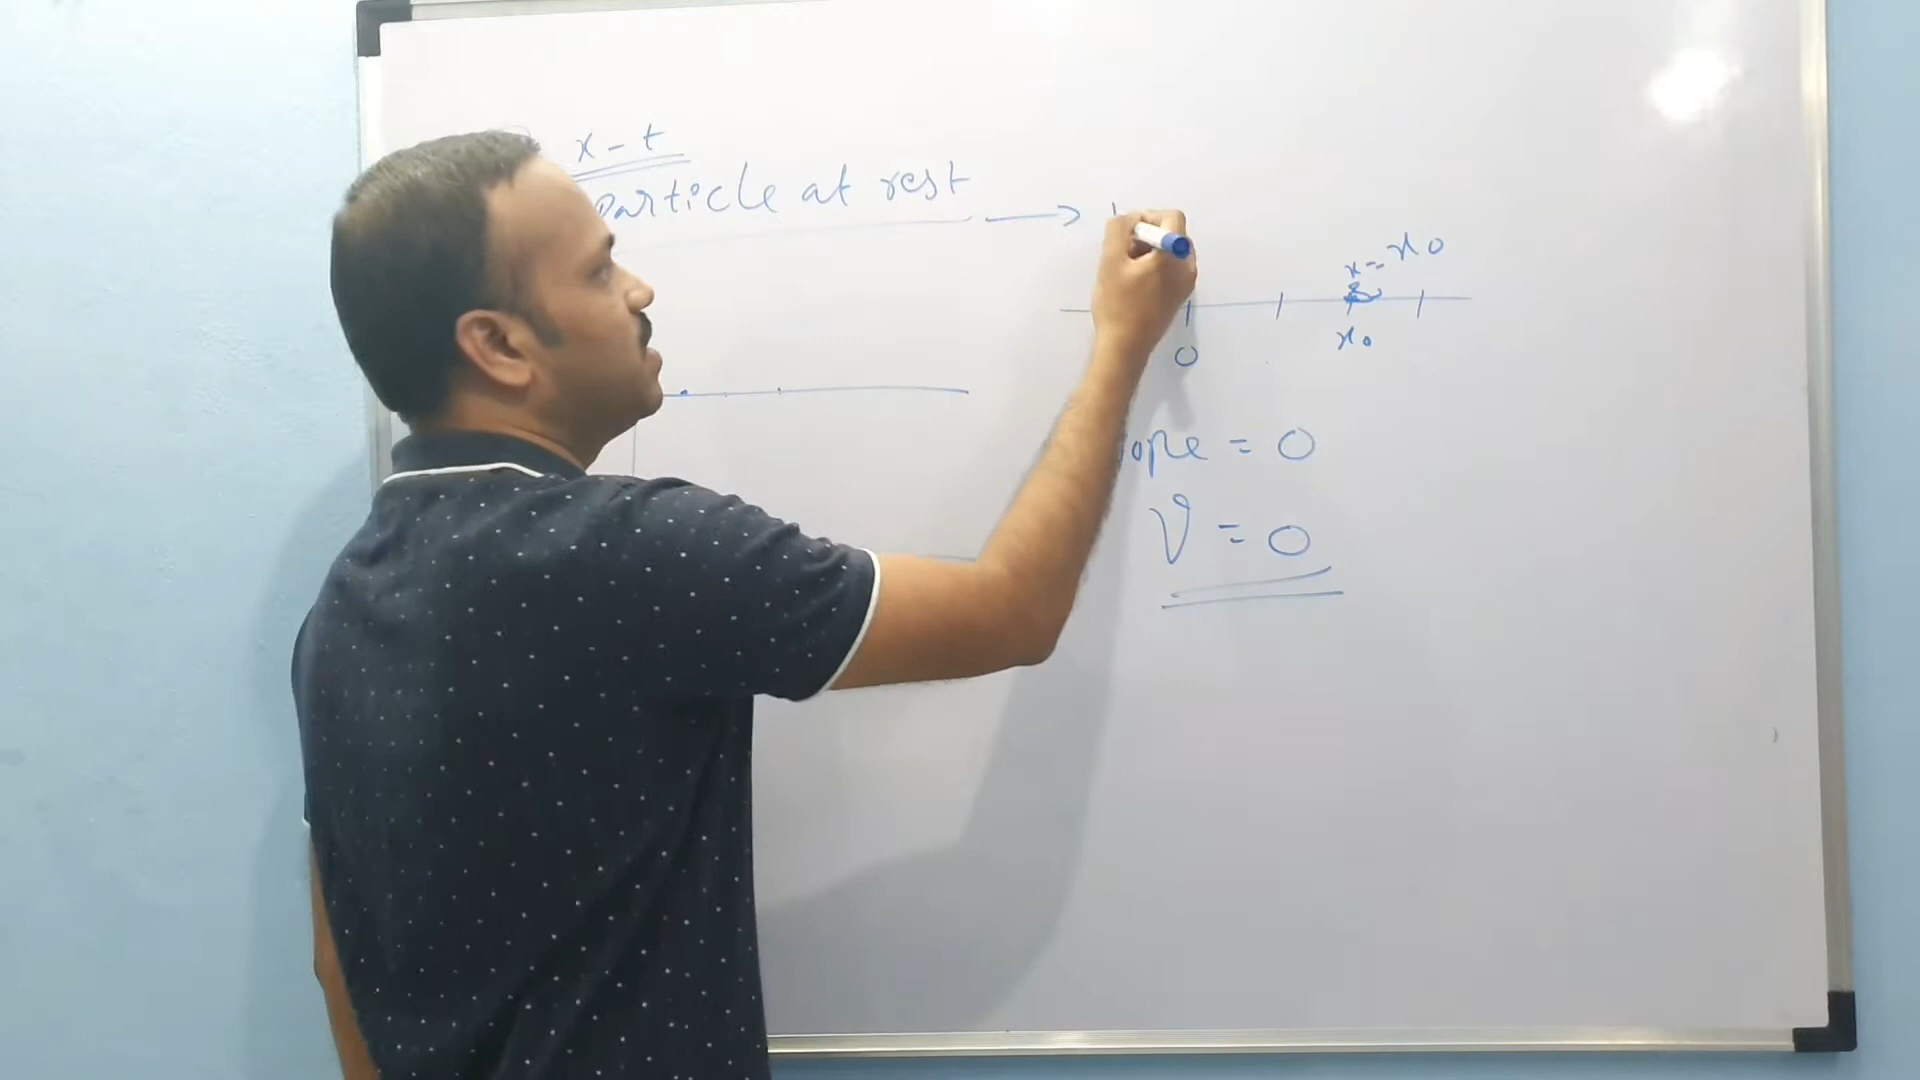 x - t
particle at rest →
x = x₀
x₀
0
slope = 0
V = 0